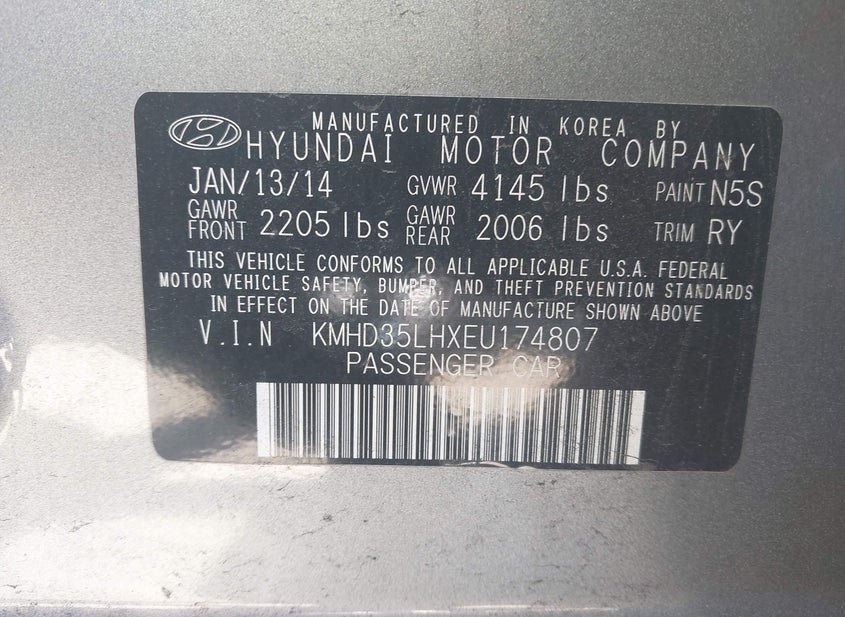 MANUFACTURED IN KOREA BY
HYUNDAI MOTOR COMPANY
JAN/13/14 GVWR 4145 lbs PAINT N5S
GAWR FRONT 2205 lbs GAWR REAR 2006 lbs TRIM RY
THIS VEHICLE CONFORMS TO ALL APPLICABLE U.S.A. FEDERAL
MOTOR VEHICLE SAFETY, BUMPER, AND THEFT PREVENTION STANDARDS
IN EFFECT ON THE DATE OF MANUFACTURE SHOWN ABOVE
V.I.N KMHD35LHXEU174807
PASSENGER CAR